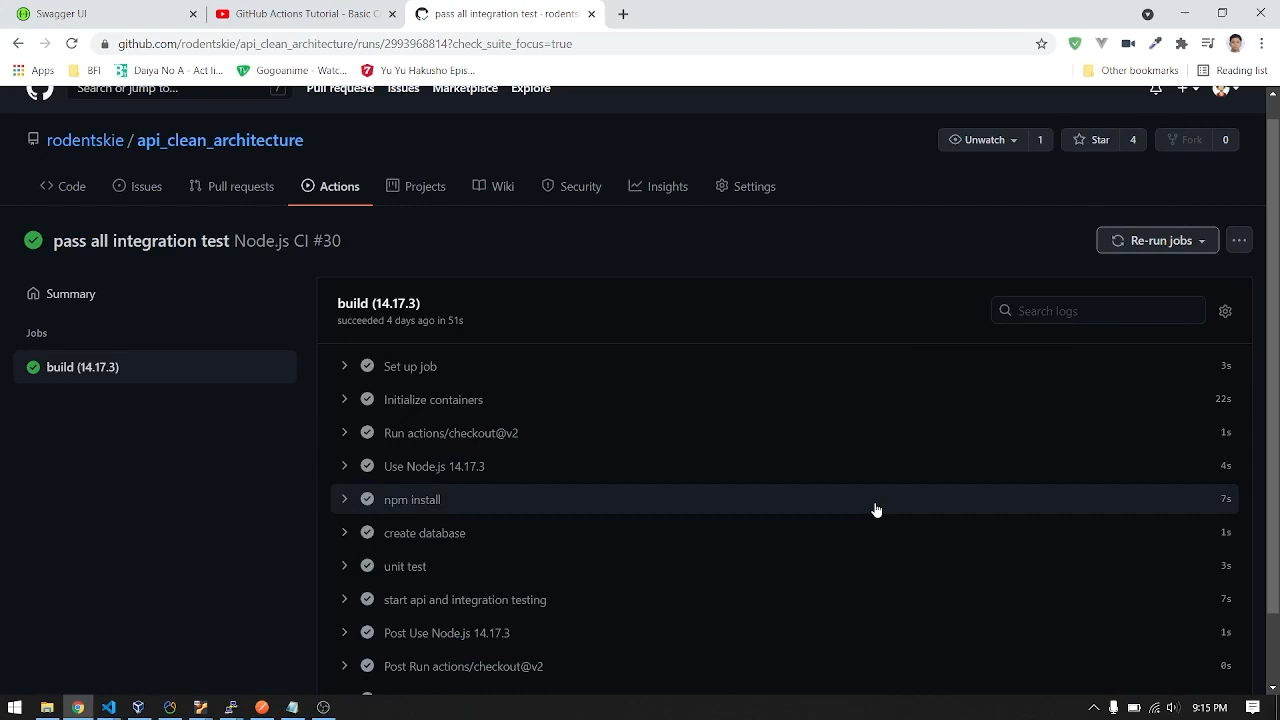 Swagger UI
GitHub Actions Tutorial - Basic C
pass all integration test · rodents
github.com/rodentskie/api_clean_architecture/runs/2993968814?check_suite_focus=true
Apps
BFI
Daiya No A - Act li...
Gogoanime - Watc...
Yu Yu Hakusho Epis...
Other bookmarks
Reading list
Search or jump to...
/
Pull requests
Issues
Marketplace
Explore
rodentskie / api_clean_architecture
Unwatch
1
Star
4
Fork
0
Code
Issues
Pull requests
Actions
Projects
Wiki
Security
Insights
Settings
pass all integration test Node.js CI #30
Re-run jobs
Summary
Jobs
build (14.17.3)
build (14.17.3)
succeeded 4 days ago in 51s
Search logs
Set up job
3s
Initialize containers
22s
Run actions/checkout@v2
1s
Use Node.js 14.17.3
4s
npm install
7s
create database
1s
unit test
3s
start api and integration testing
7s
Post Use Node.js 14.17.3
1s
Post Run actions/checkout@v2
0s
9:15 PM